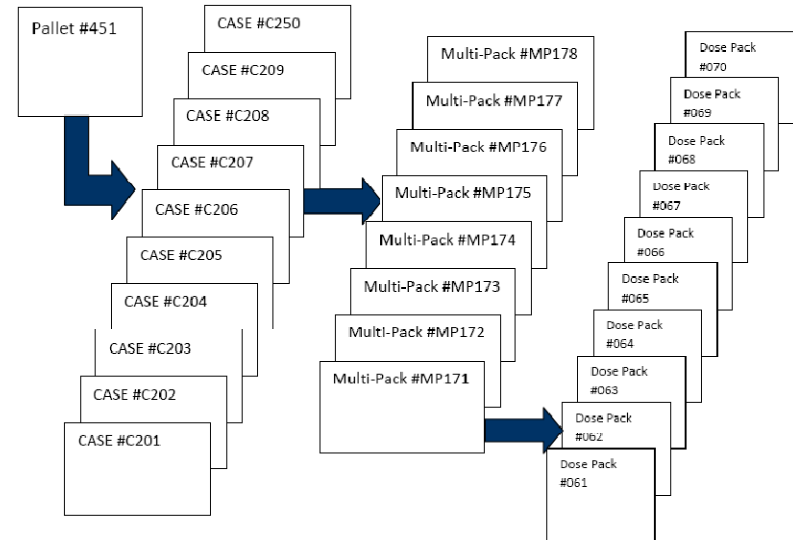 Pallet #451
CASE #C250
CASE #C209
CASE #C208
CASE #C207
CASE #C206
CASE #C205
CASE #C204
CASE #C203
CASE #C202
CASE #C201
Multi-Pack #MP178
Multi-Pack #MP177
Multi-Pack #MP176
Multi-Pack #MP175
Multi-Pack #MP174
Multi-Pack #MP173
Multi-Pack #MP172
Multi-Pack #MP171
Dose Pack
#070
Dose Pack
#069
Dose Pack
#068
Dose Pack
#067
Dose Pack
#066
Dose Pack
#065
Dose Pack
#064
Dose Pack
#063
Dose Pack
#062
Dose Pack
#061